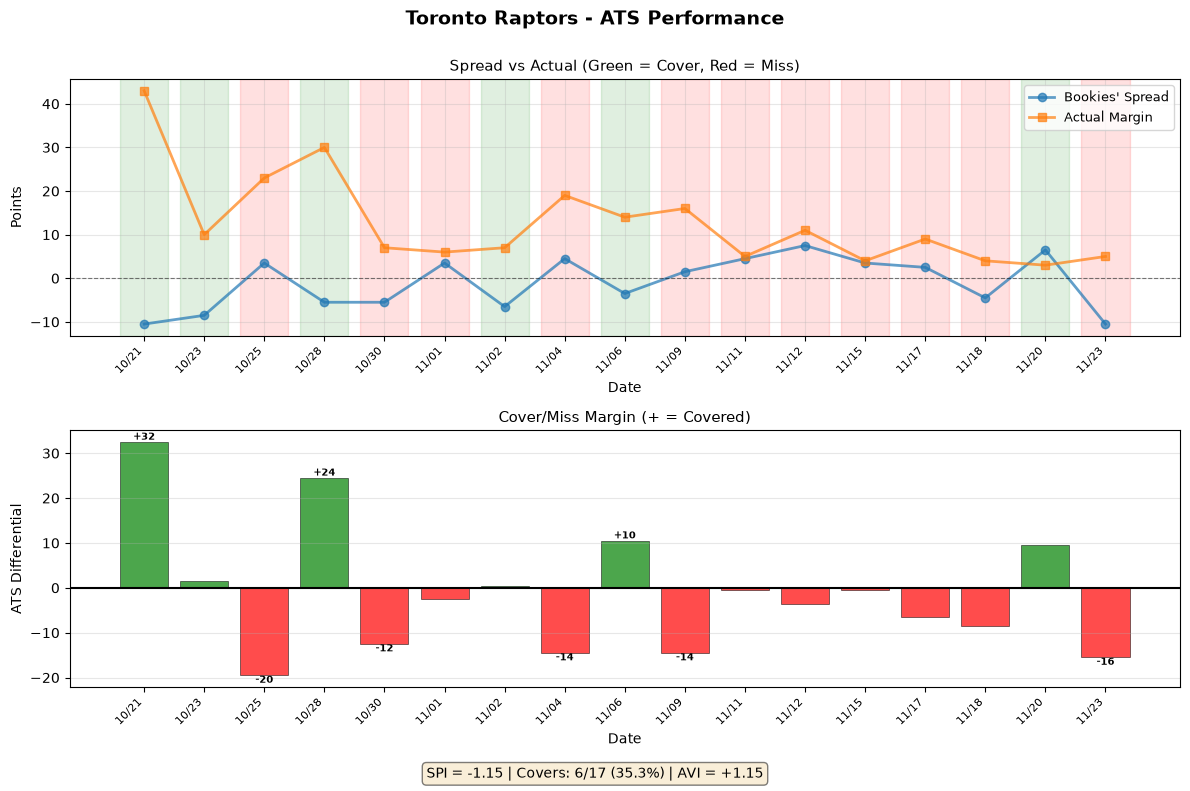 Toronto Raptors - ATS Performance
Spread vs Actual (Green = Cover, Red = Miss)
Bookies' Spread
Actual Margin
Points
40
30
20
10
0
−10
10/21 10/23 10/25 10/28 10/30 11/01 11/02 11/04 11/06 11/09 11/11 11/12 11/15 11/17 11/18 11/20 11/23
Date
Cover/Miss Margin (+ = Covered)
ATS Differential
30
20
10
0
−10
−20
+32 -20 +24 -12 -14 +10 -14 -16
10/21 10/23 10/25 10/28 10/30 11/01 11/02 11/04 11/06 11/09 11/11 11/12 11/15 11/17 11/18 11/20 11/23
Date
SPI = -1.15 | Covers: 6/17 (35.3%) | AVI = +1.15